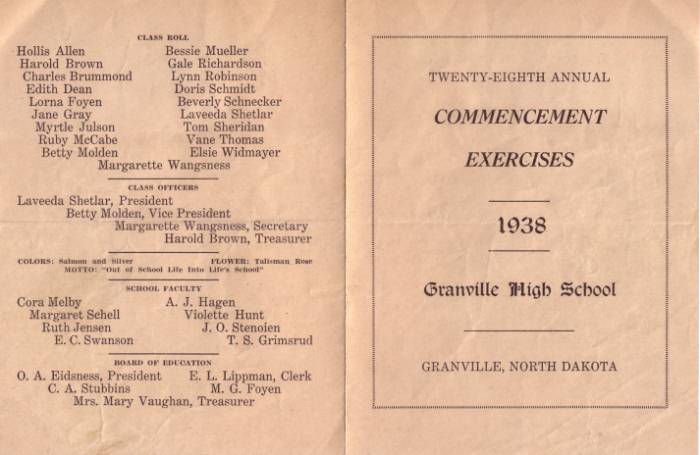 CLASS ROLL
Hollis Allen Bessie Mueller
Harold Brown Gale Richardson
Charles Brummond Lynn Robinson
Edith Dean Doris Schmidt
Lorna Foyen Beverly Schnecker
Jane Gray Laveeda Shetlar
Myrtle Julson Tom Sheridan
Ruby McCabe Vane Thomas
Betty Molden Elsie Widmayer
Margarette Wangsness
CLASS OFFICERS
Laveeda Shetlar, President
Betty Molden, Vice President
Margarette Wangsness, Secretary
Harold Brown, Treasurer
COLORS: Salmon and Silver FLOWER: Talisman Rose
MOTTO: "Out of School Life Into Life's School"
SCHOOL FACULTY
Cora Melby A. J. Hagen
Margaret Schell Violette Hunt
Ruth Jensen J. O. Stenoien
E. C. Swanson T. S. Grimsrud
BOARD OF EDUCATION
O. A. Eidsness, President E. L. Lippman, Clerk
C. A. Stubbins M. G. Foyen
Mrs. Mary Vaughan, Treasurer
TWENTY-EIGHTH ANNUAL
COMMENCEMENT
EXERCISES
1938
Granville High School
GRANVILLE, NORTH DAKOTA